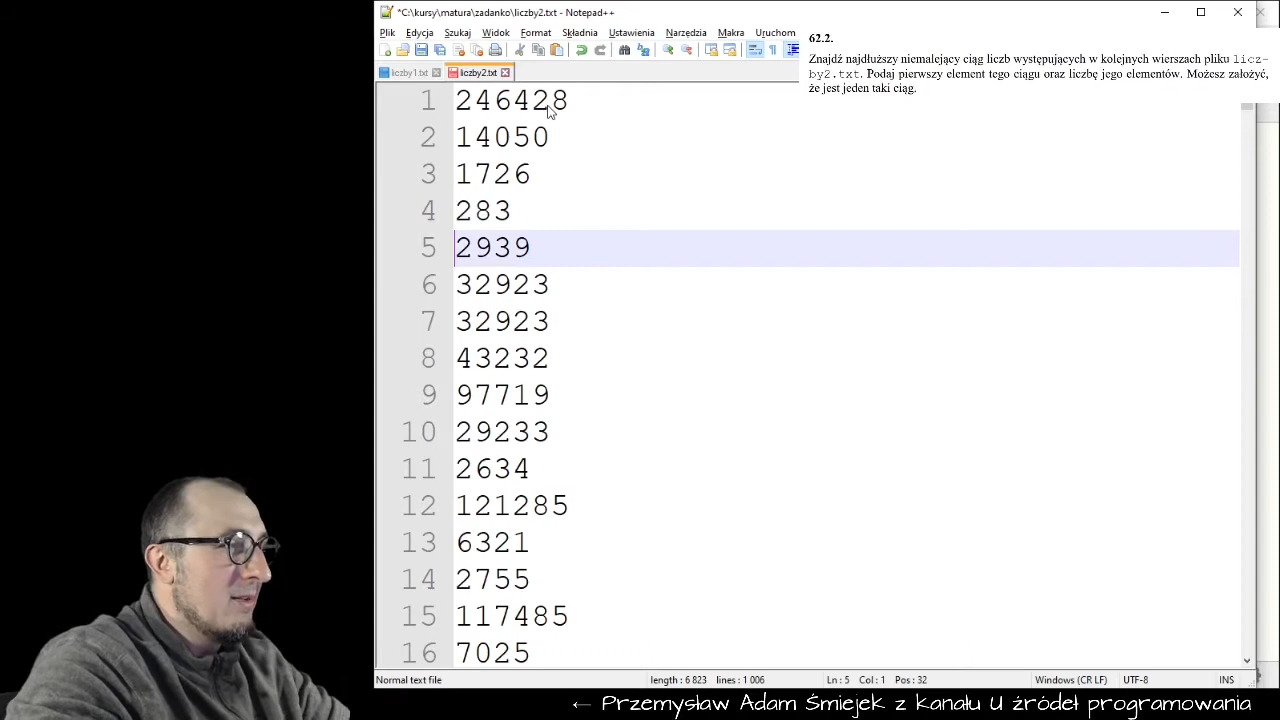 *C:\kursy\matura\zadanko\liczby2.txt - Notepad++
Plik Edycja Szukaj Widok Format Składnia Ustawienia Narzędzia Makra Uruchom
liczby1.txt liczby2.txt
62.2.
Znajdź najdłuższy niemalejący ciąg liczb występujących w kolejnych wierszach pliku licz-
by2.txt. Podaj pierwszy element tego ciągu oraz liczbę jego elementów. Możesz założyć,
że jest jeden taki ciąg.
1 246428
2 14050
3 1726
4 283
5 2939
6 32923
7 32923
8 43232
9 97719
10 29233
11 2634
12 121285
13 6321
14 2755
15 117485
16 7025
Normal text file length : 6 823 lines : 1 006 Ln : 5 Col : 1 Pos : 32 Windows (CR LF) UTF-8 INS
← Przemysław Adam Śmiejek z kanału U źródeł programowania